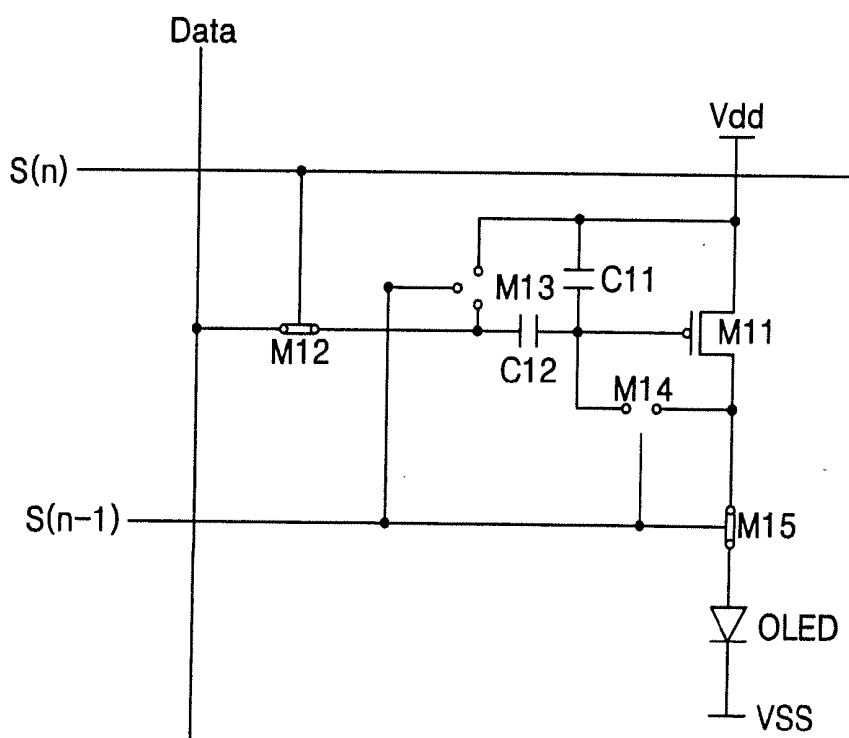 Data
Vdd
S(n)
M13
C11
M11
M12
C12
M14
S(n-1)
M15
OLED
VSS